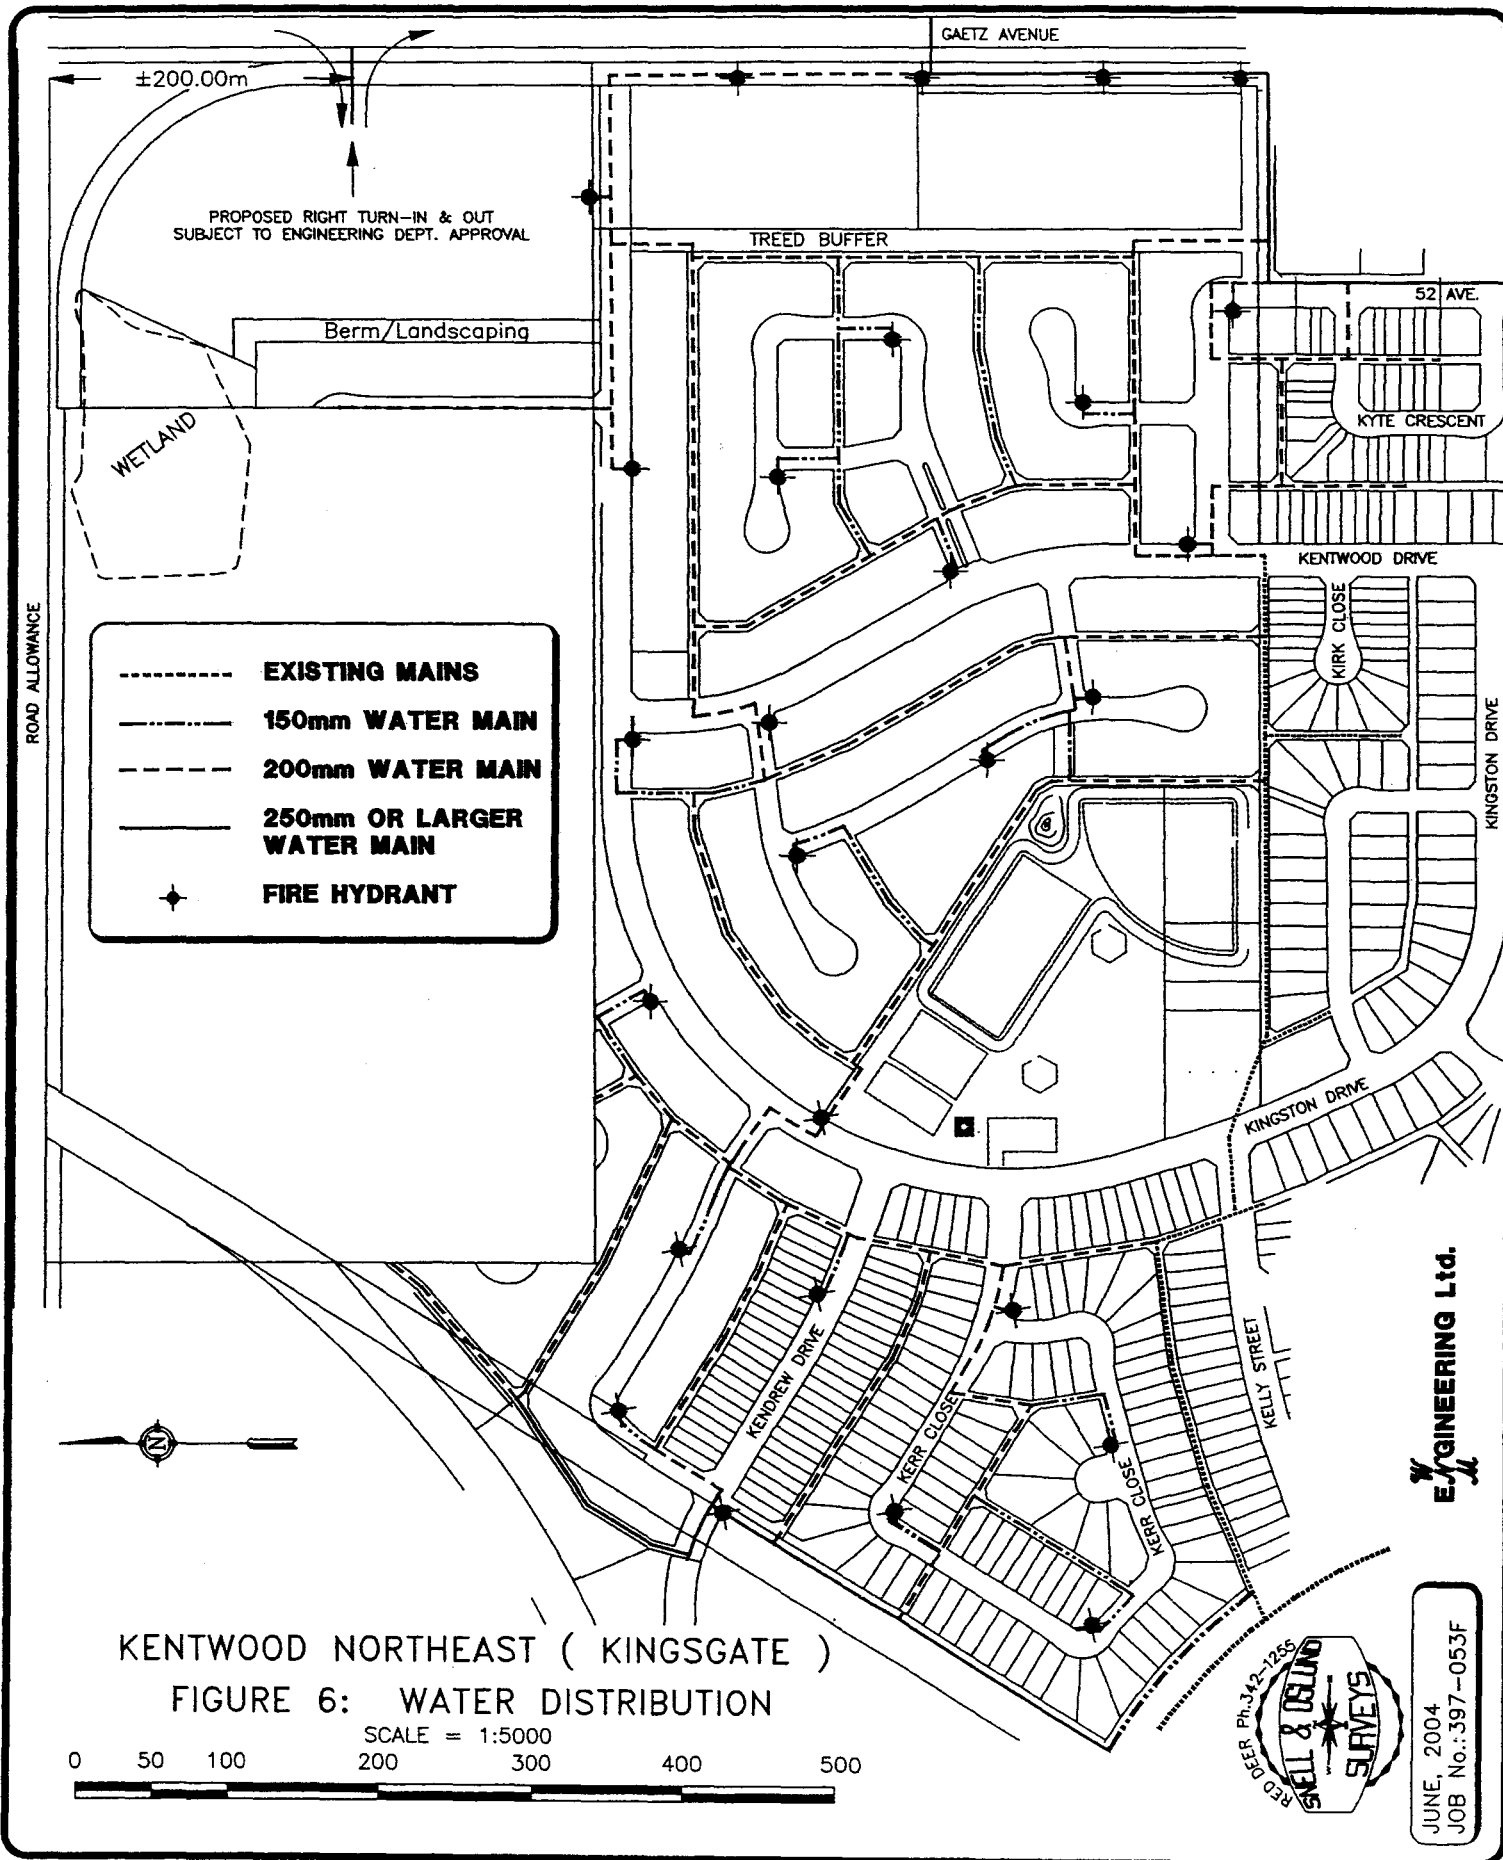 GAETZ AVENUE
±200.00m
PROPOSED RIGHT TURN-IN & OUT
SUBJECT TO ENGINEERING DEPT. APPROVAL
TREED BUFFER
52 AVE.
Berm/Landscaping
KYTE CRESCENT
WETLAND
KENTWOOD DRIVE
KIRK CLOSE
ROAD ALLOWANCE
KINGSTON DRIVE
EXISTING MAINS
150mm WATER MAIN
200mm WATER MAIN
250mm OR LARGER
WATER MAIN
FIRE HYDRANT
KINGSTON DRIVE
KENDREW DRIVE
KERR CLOSE
KERR CLOSE
KELLY STREET
N
ENGINEERING Ltd.
KENTWOOD NORTHEAST ( KINGSGATE )
FIGURE 6: WATER DISTRIBUTION
SCALE = 1:5000
0 50 100 200 300 400 500
RED DEER Ph.342-1255
SNELL & OSLUND
SURVEYS
JUNE, 2004
JOB No.:397-053F